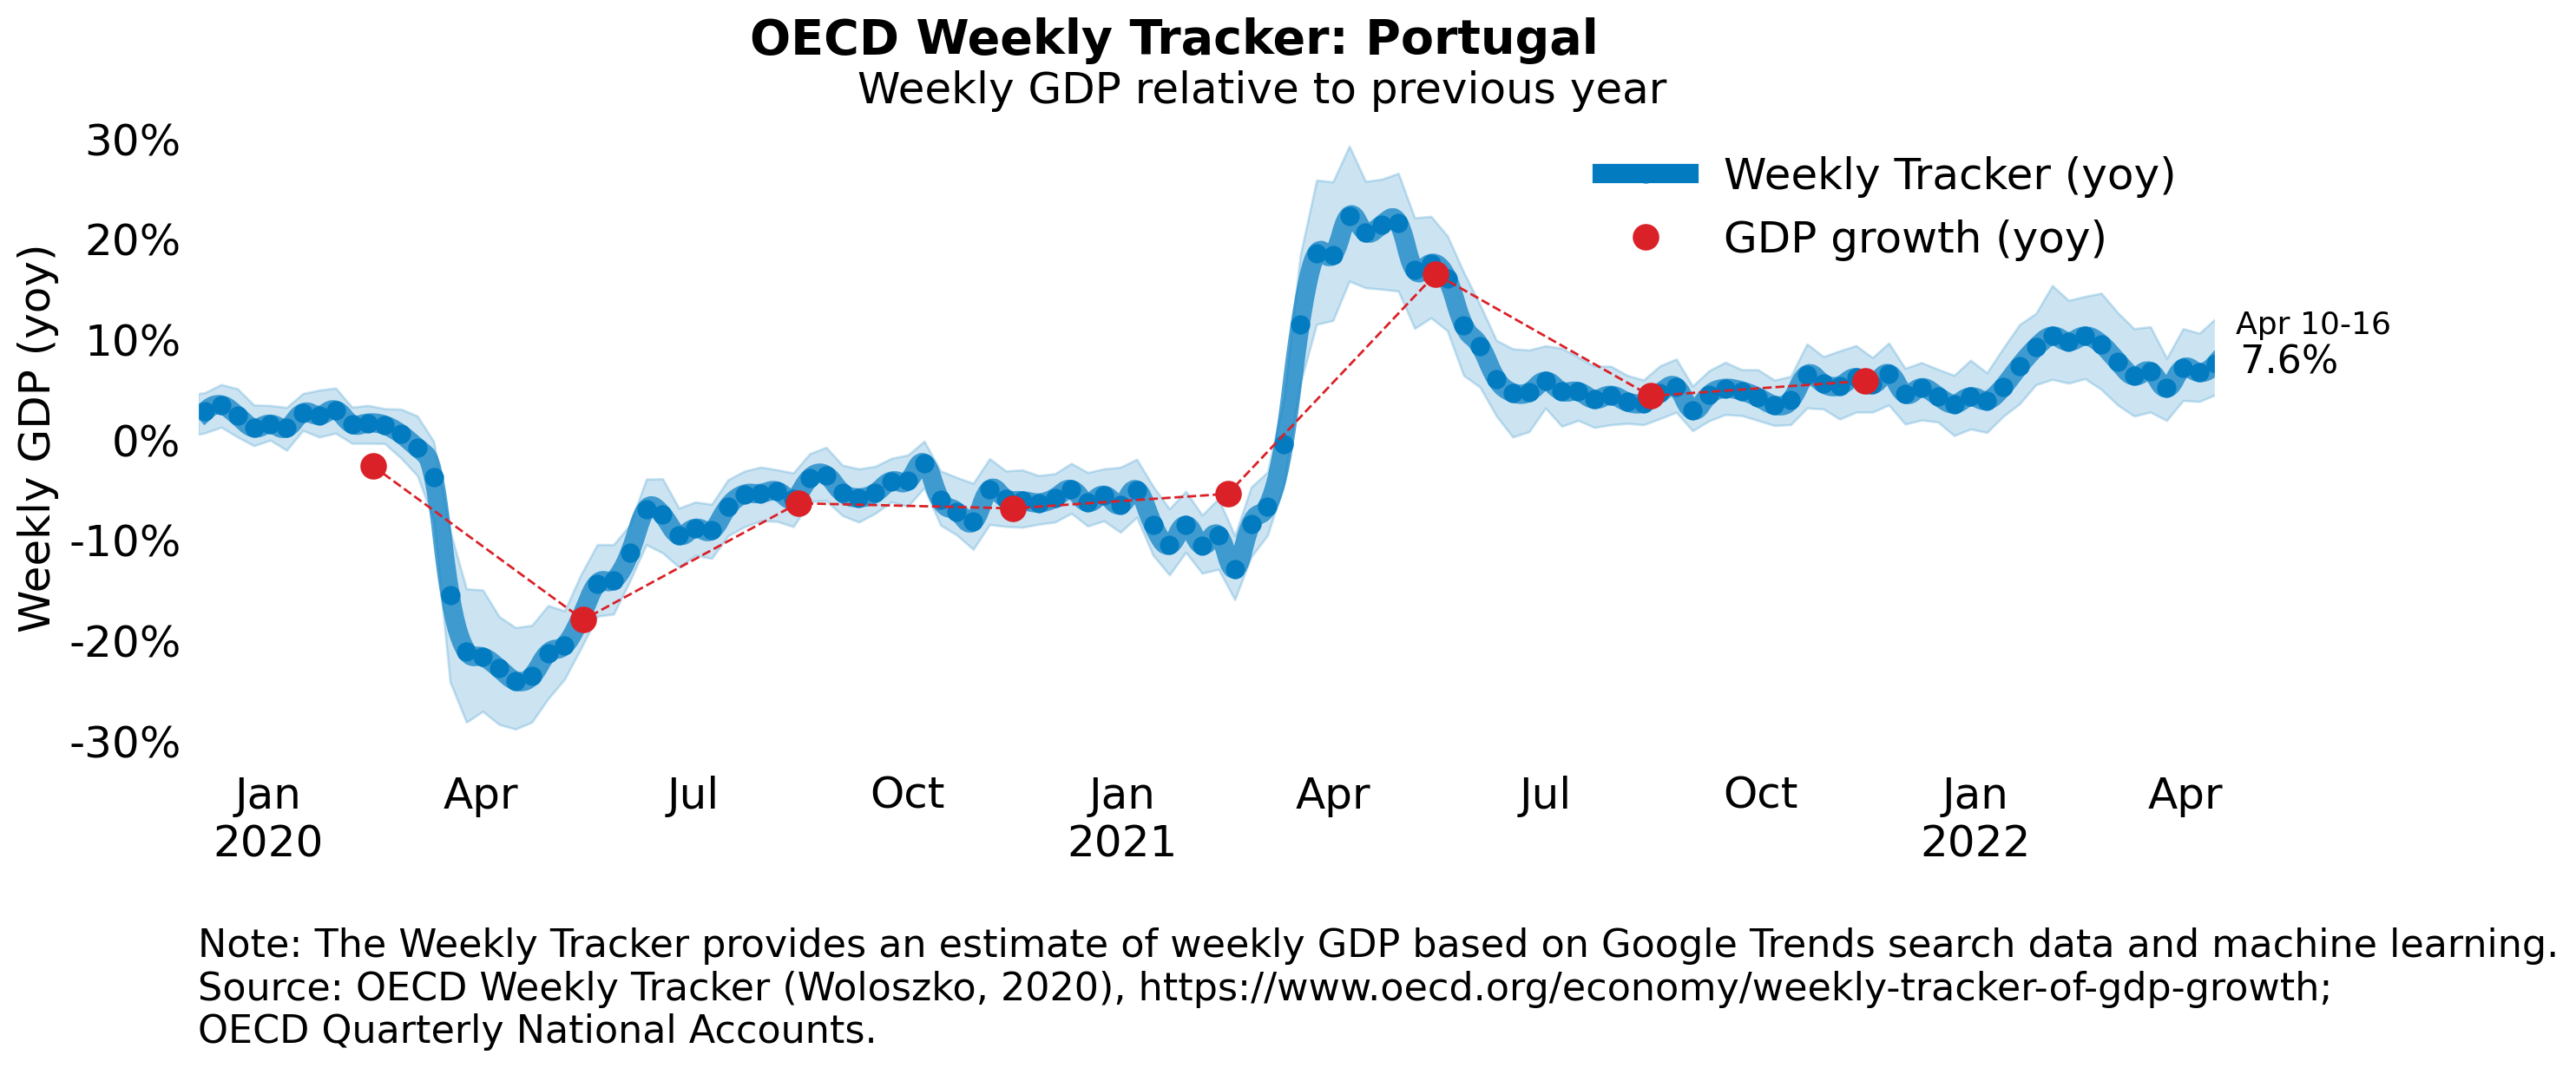 OECD Weekly Tracker: Portugal
Weekly GDP relative to previous year
Weekly GDP (yoy)
30%
20%
10%
0%
-10%
-20%
-30%
Weekly Tracker (yoy)
GDP growth (yoy)
Apr 10-16
7.6%
Jan Apr Jul Oct Jan Apr Jul Oct Jan Apr
2020 2021 2022
Note: The Weekly Tracker provides an estimate of weekly GDP based on Google Trends search data and machine learning.
Source: OECD Weekly Tracker (Woloszko, 2020), https://www.oecd.org/economy/weekly-tracker-of-gdp-growth;
OECD Quarterly National Accounts.